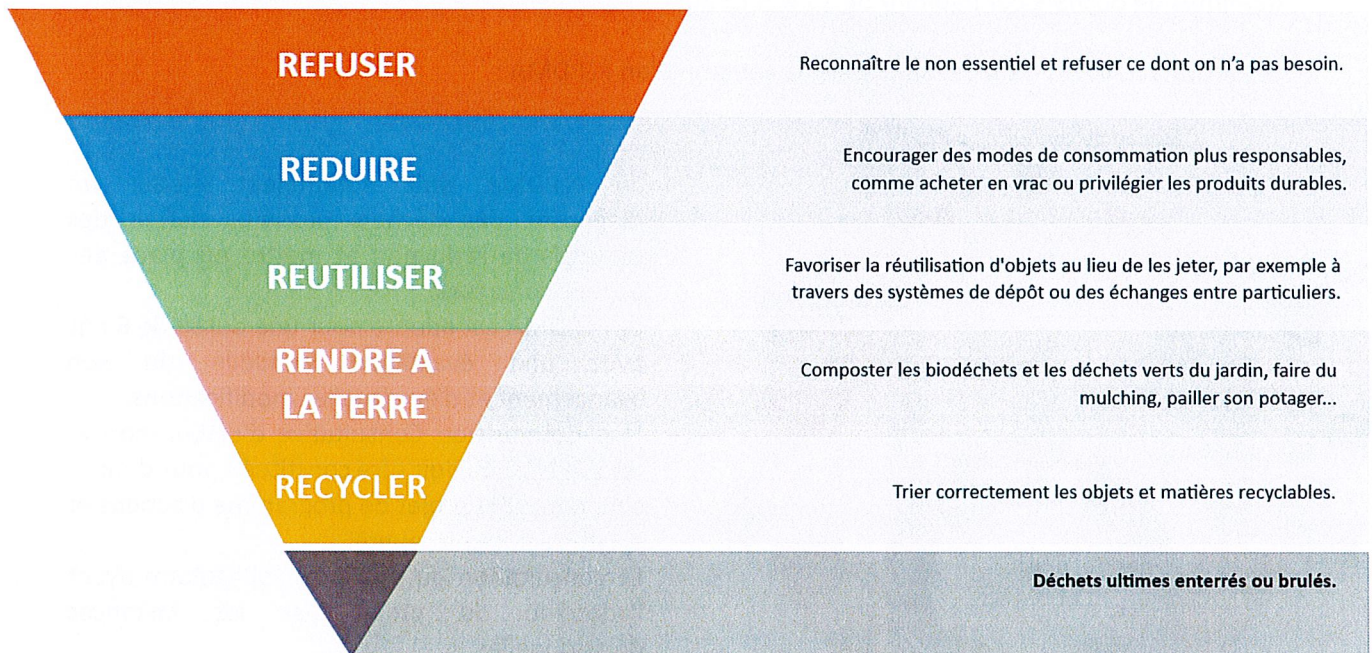 REFUSER
Reconnaître le non essentiel et refuser ce dont on n'a pas besoin.
REDUIRE
Encourager des modes de consommation plus responsables,
comme acheter en vrac ou privilégier les produits durables.
REUTILISER
Favoriser la réutilisation d'objets au lieu de les jeter, par exemple à
travers des systèmes de dépôt ou des échanges entre particuliers.
RENDRE A
LA TERRE
Composter les biodéchets et les déchets verts du jardin, faire du
mulching, pailler son potager...
RECYCLER
Trier correctement les objets et matières recyclables.
Déchets ultimes enterrés ou brulés.